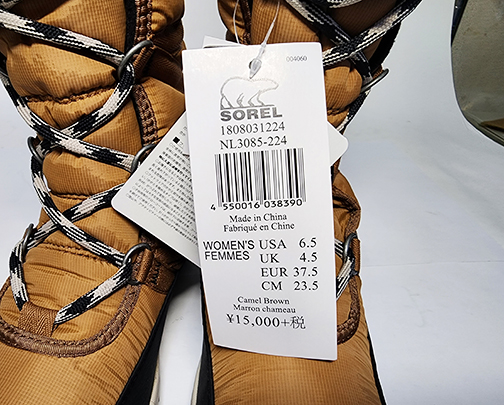 004060
SOREL
1808031224
NL3085-224
4 550016 038390
Made in China
Fabriqué en Chine
WOMEN'S USA 6.5
FEMMES UK 4.5
EUR 37.5
CM 23.5
Camel Brown
Marron chameau
¥15,000+税